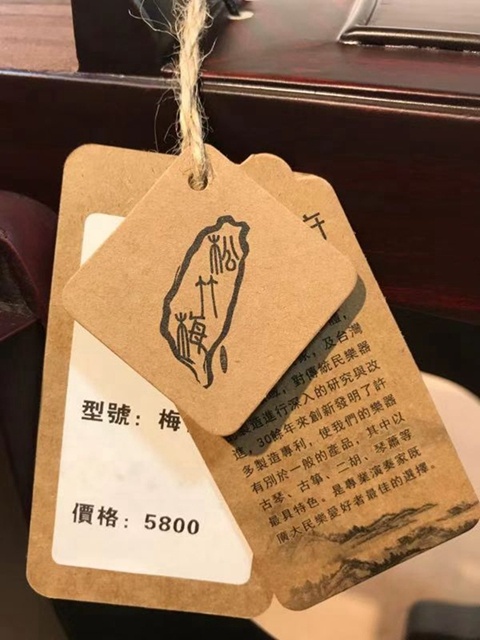 松竹梅
型號：梅
價格：5800
及台灣
對傳統民樂器
造進行深入的研究與改
進，30餘年來創新發明了許
多製造專利，使我們的樂器
有別於一般的產品，其中以
古琴、古箏、二胡、琴蕭等
最具特色。是專業演奏家既
廣大民樂愛好者最佳的選擇。